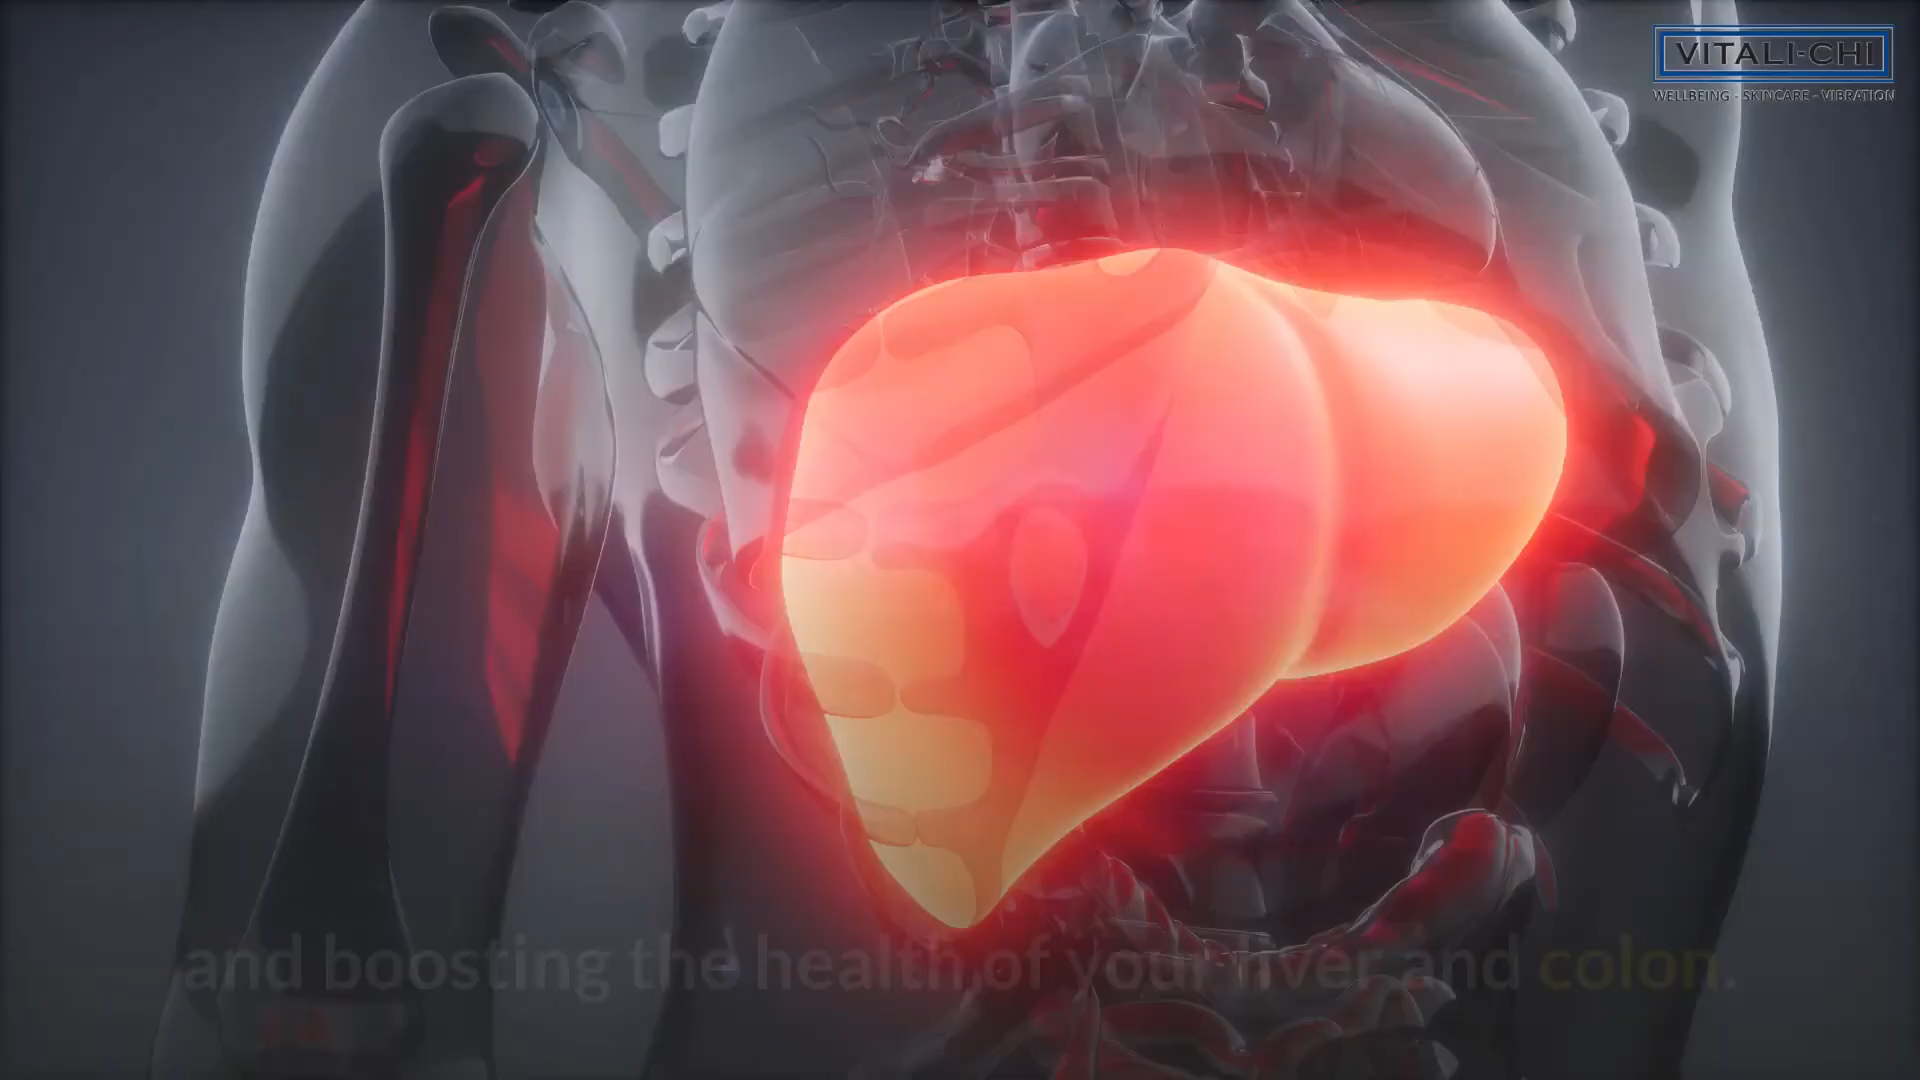 VITALI-CHI
WELLBEING - SKINCARE - VIBRATION
and boosting the health of your liver and colon.